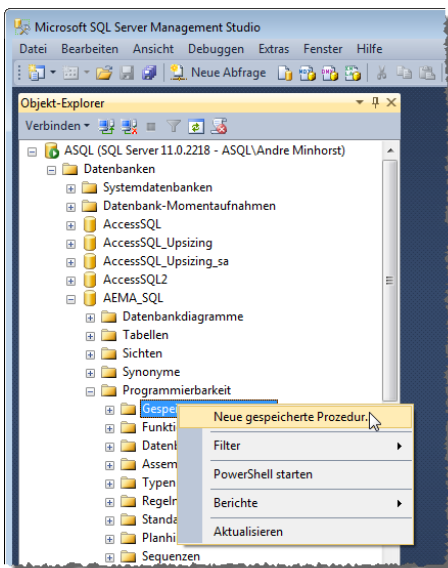 Microsoft SQL Server Management Studio
Datei Bearbeiten Ansicht Debuggen Extras Fenster Hilfe
Neue Abfrage
Objekt-Explorer
Verbinden
ASQL (SQL Server 11.0.2218 - ASQL\Andre Minhorst)
Datenbanken
Systemdatenbanken
Datenbank-Momentaufnahmen
AccessSQL
AccessSQL_Upsizing
AccessSQL_Upsizing_sa
AccessSQL2
AEMA_SQL
Datenbankdiagramme
Tabellen
Sichten
Synonyme
Programmierbarkeit
Gespei
Neue gespeicherte Prozedur...
Funkti
Datenl
Filter
Assem
PowerShell starten
Typen
Regeln
Berichte
Standa
Planhi
Aktualisieren
Sequenzen